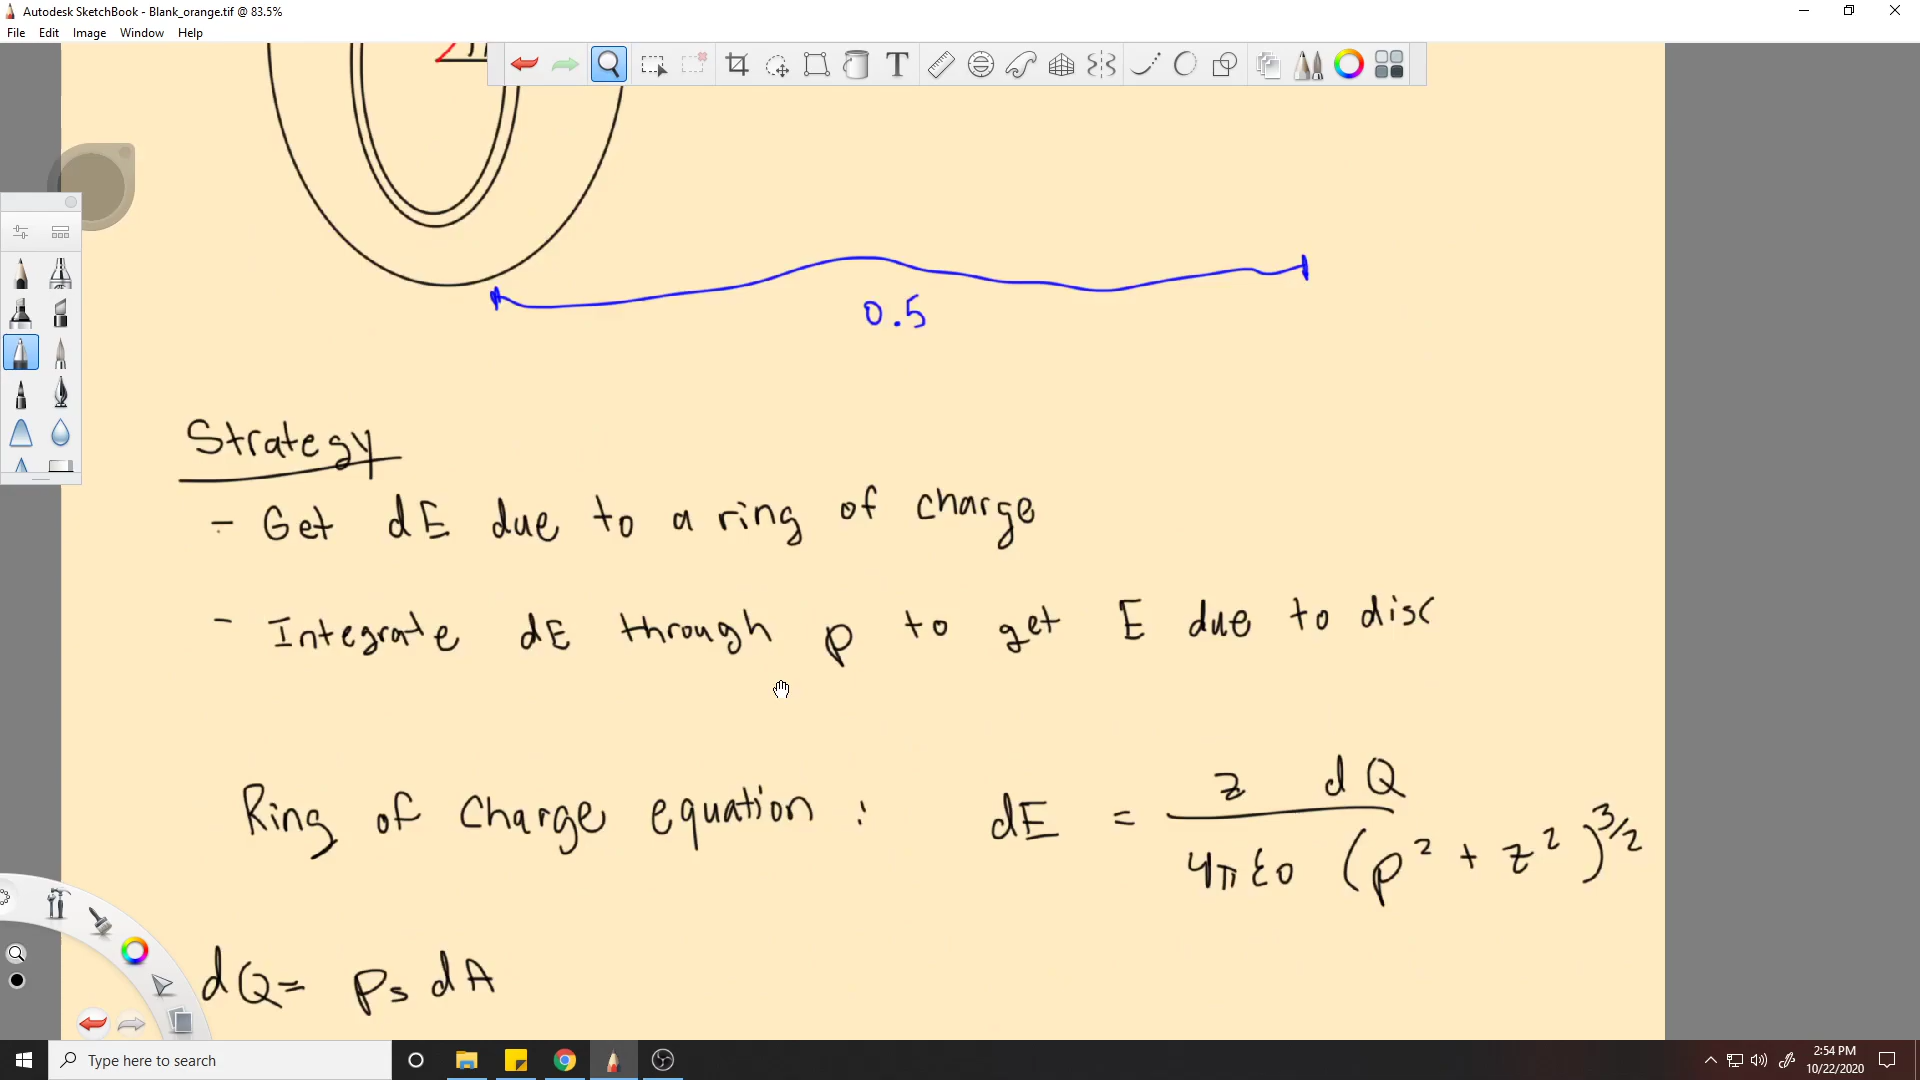 Autodesk SketchBook - Blank_orange.tif @ 83.5%
File Edit Image Window Help
T
0.5
Strategy
- Get dE due to a ring of charge
- Integrate dE through ρ to get E due to disc
Ring of charge equation : dE = z dQ / 4πε0 (ρ² + z²)^3/2
dQ = ρs dA
Type here to search
2:54 PM
10/22/2020